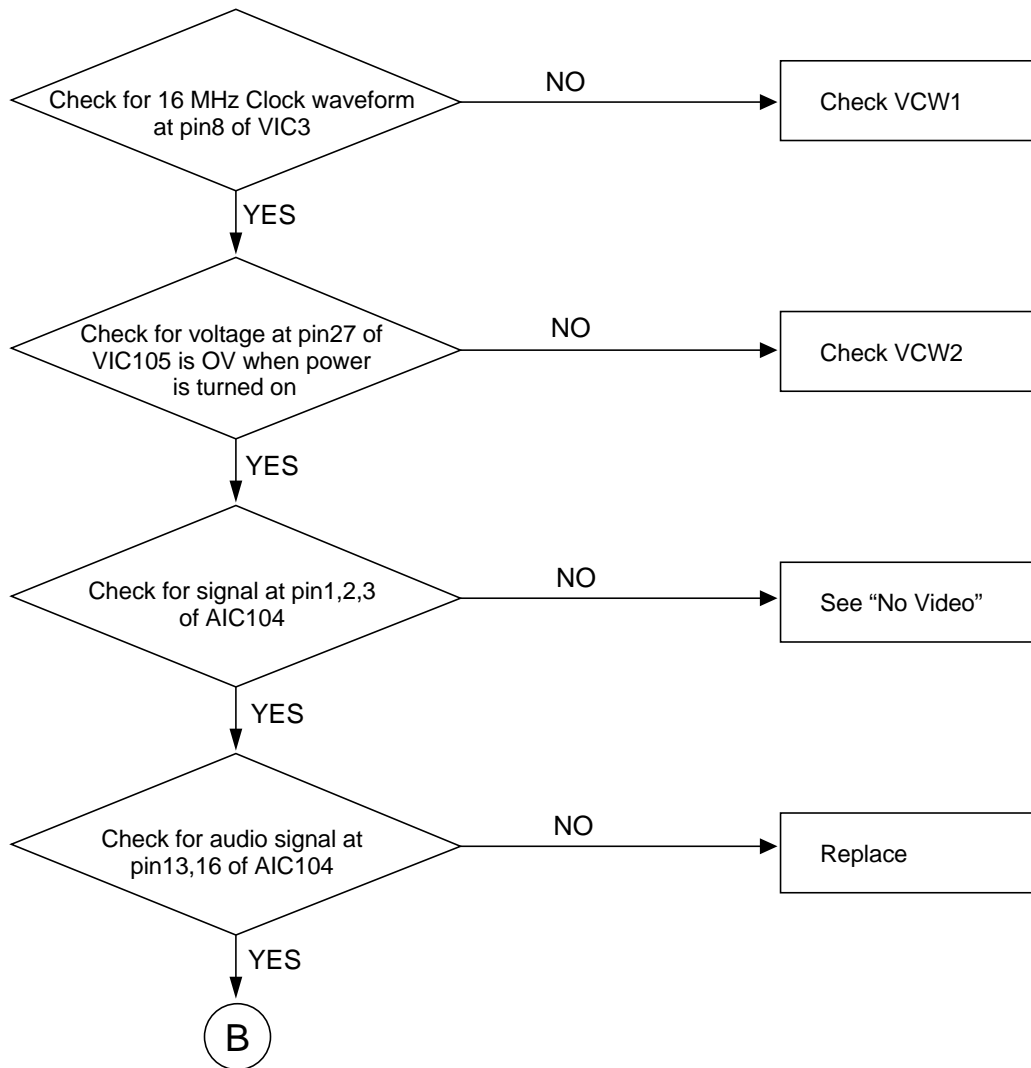 Check for 16 MHz Clock waveform
at pin8 of VIC3
NO
Check VCW1
YES
Check for voltage at pin27 of
VIC105 is OV when power
is turned on
NO
Check VCW2
YES
Check for signal at pin1,2,3
of AIC104
NO
See “No Video”
YES
Check for audio signal at
pin13,16 of AIC104
NO
Replace
YES
B